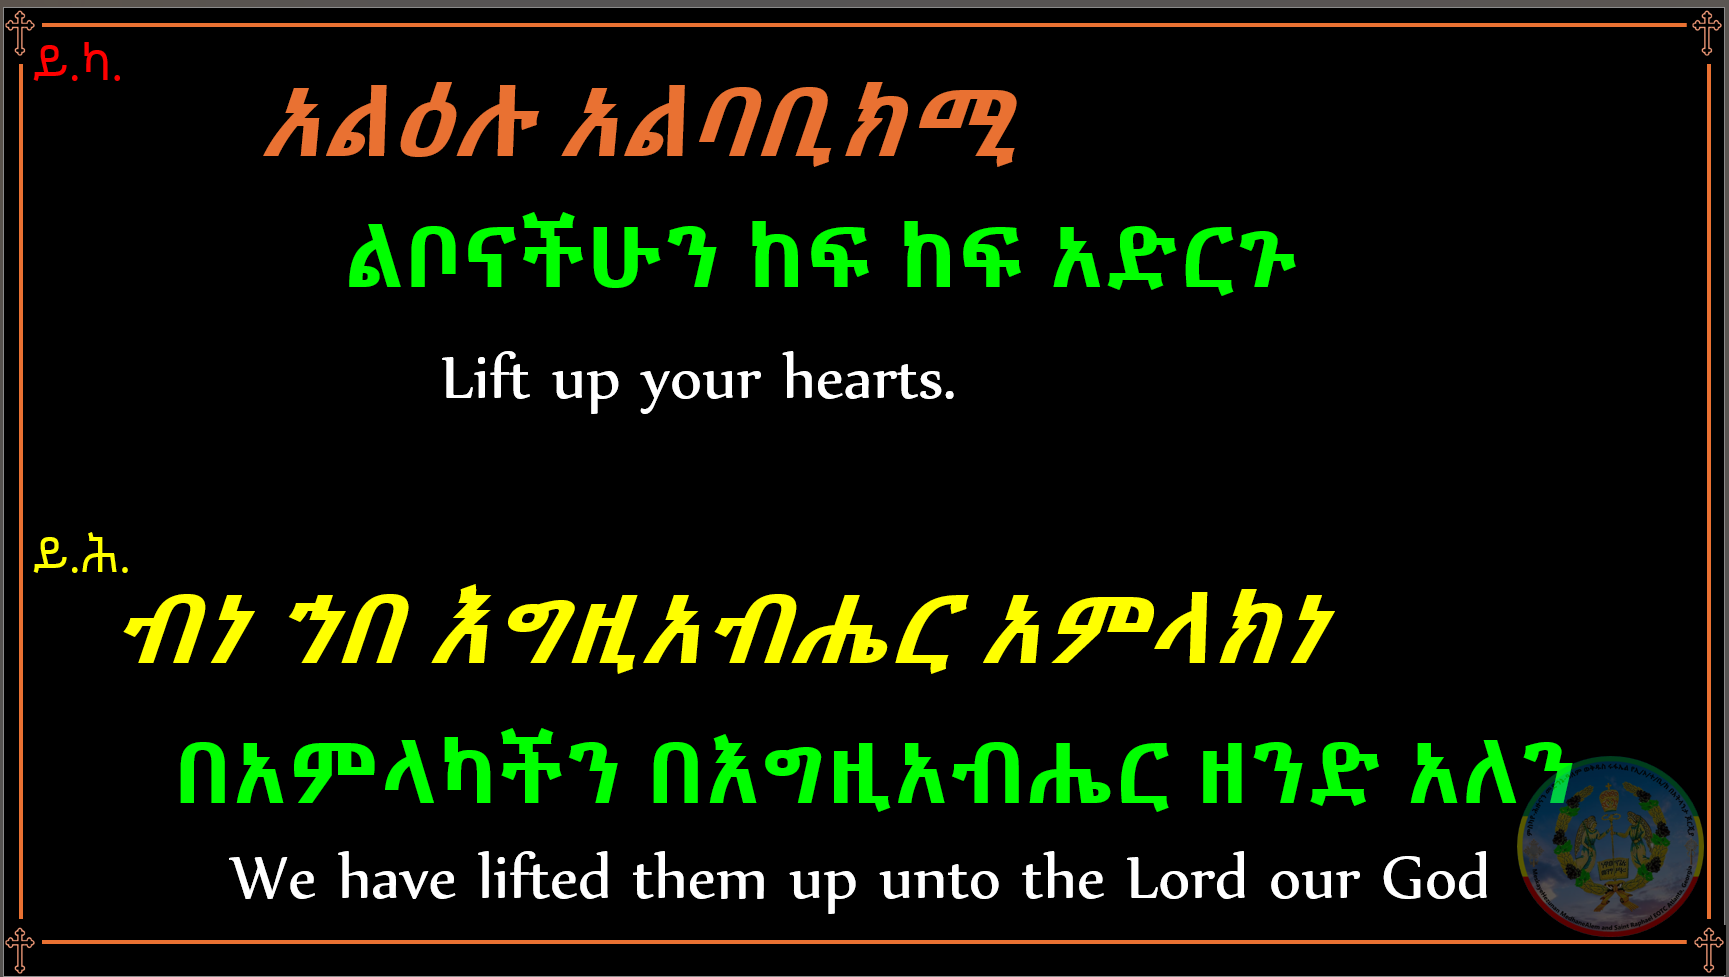 ይ.ካ.
አልዕሉ አልባቢክሙ
ልቦናችሁን ከፍ ከፍ አድርጉ
Lift up your hearts.
ይ.ሕ.
ብነ ኀበ እግዚአብሔር አምላክነ
በአምላካችን በእግዚአብሔር ዘንድ አለን
We have lifted them up unto the Lord our God